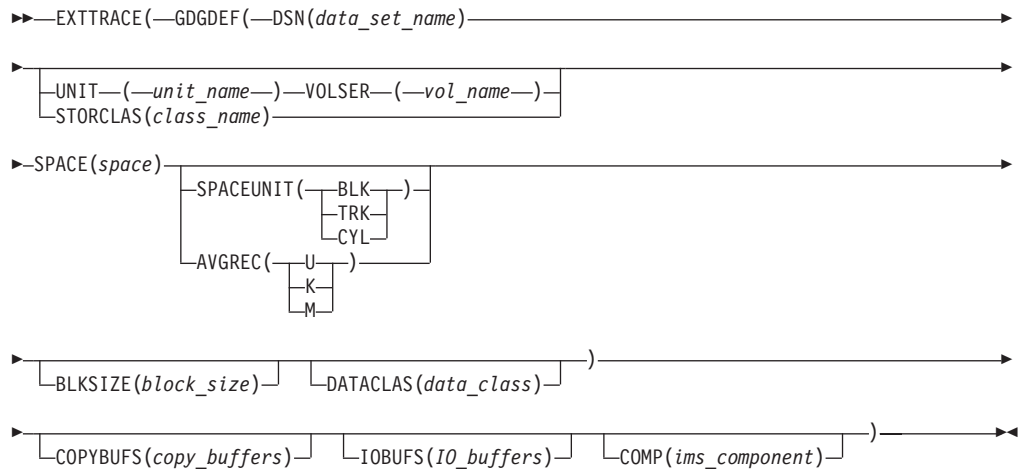 EXTTRACE( GDGDEF( DSN(data_set_name)
UNIT ( unit_name ) VOLSER ( vol_name )
STORCLAS(class_name)
SPACE(space)
SPACEUNIT( BLK )
TRK
CYL
AVGREC( U )
K
M
BLKSIZE(block_size) DATACLAS(data_class) )
COPYBUFS(copy_buffers) IOBUFS(IO_buffers) COMP(ims_component) )